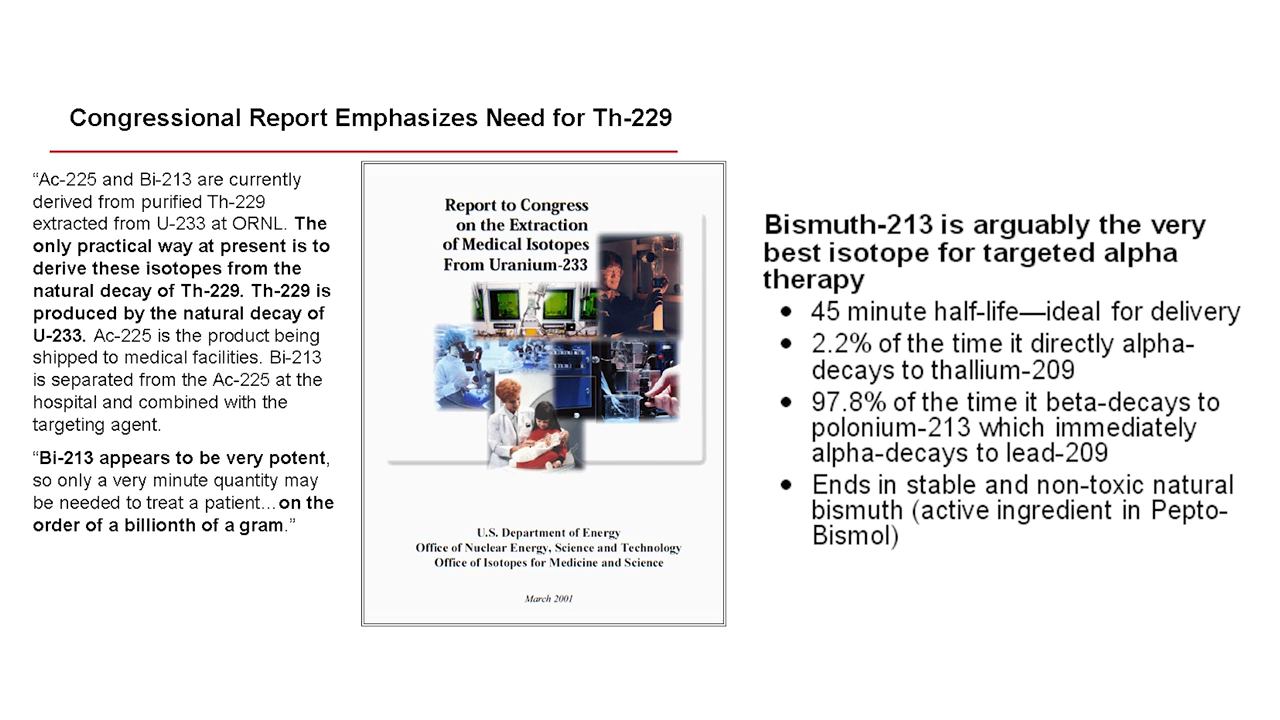 Congressional Report Emphasizes Need for Th-229
“Ac-225 and Bi-213 are currently
derived from purified Th-229
extracted from U-233 at ORNL. The
only practical way at present is to
derive these isotopes from the
natural decay of Th-229. Th-229 is
produced by the natural decay of
U-233. Ac-225 is the product being
shipped to medical facilities. Bi-213
is separated from the Ac-225 at the
hospital and combined with the
targeting agent.
“Bi-213 appears to be very potent,
so only a very minute quantity may
be needed to treat a patient…on the
order of a billionth of a gram.”
Report to Congress
on the Extraction
of Medical Isotopes
From Uranium-233
U.S. Department of Energy
Office of Nuclear Energy, Science and Technology
Office of Isotopes for Medicine and Science
March 2001
Bismuth-213 is arguably the very
best isotope for targeted alpha
therapy
• 45 minute half-life—ideal for delivery
• 2.2% of the time it directly alpha-
decays to thallium-209
• 97.8% of the time it beta-decays to
polonium-213 which immediately
alpha-decays to lead-209
• Ends in stable and non-toxic natural
bismuth (active ingredient in Pepto-
Bismol)